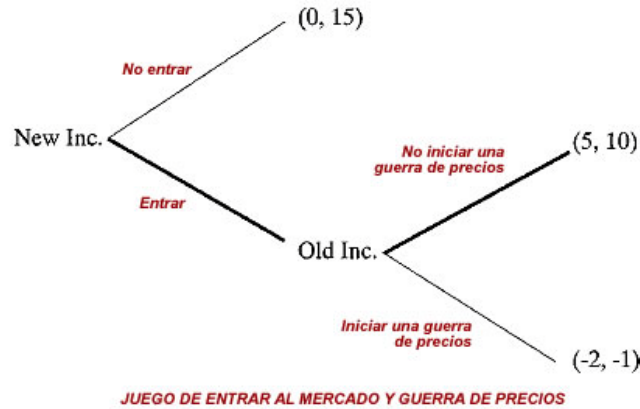 (0, 15)
No entrar
New Inc.
(5, 10)
No iniciar una
guerra de precios
Entrar
Old Inc.
Iniciar una guerra
de precios
(-2, -1)
JUEGO DE ENTRAR AL MERCADO Y GUERRA DE PRECIOS